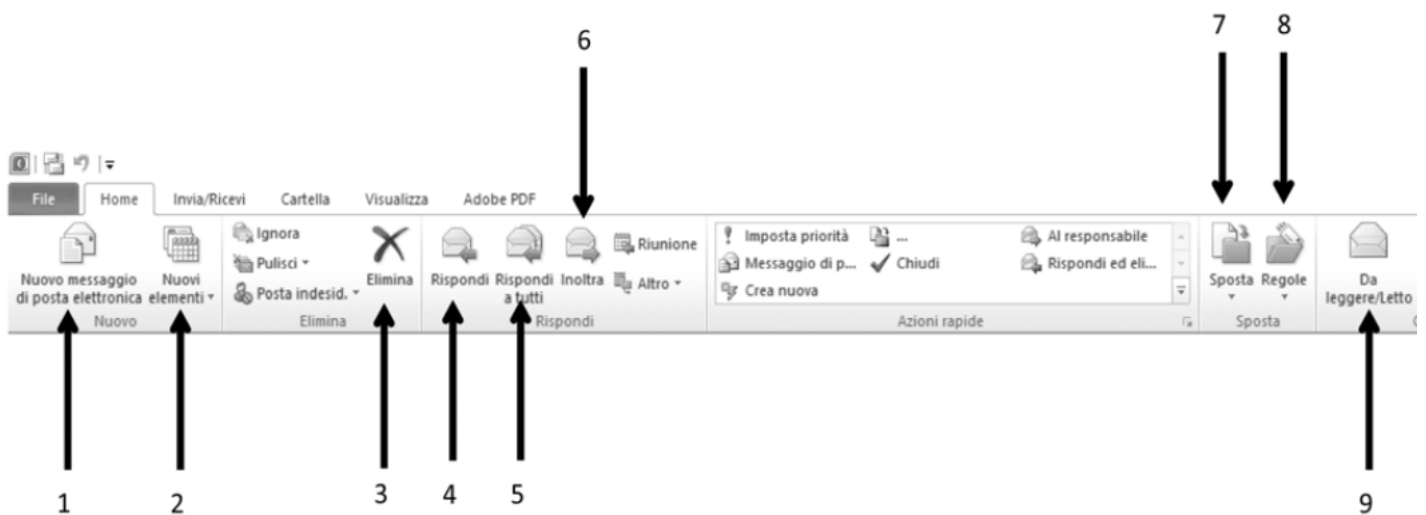 7 8
6
File Home Invia/Ricevi Cartella Visualizza Adobe PDF
Nuovo messaggio
di posta elettronica
Nuovi
elementi
Nuovo
Ignora
Pulisci
Posta indesid.
Elimina
Elimina
Rispondi
Rispondi
a tutti
Inoltra
Riunione
Altro
Rispondi
Imposta priorità
Messaggio di p...
Crea nuova
...
Chiudi
Al responsabile
Rispondi ed eli...
Azioni rapide
Sposta
Regole
Sposta
Da
leggere/Letto
1 2 3 4 5 9